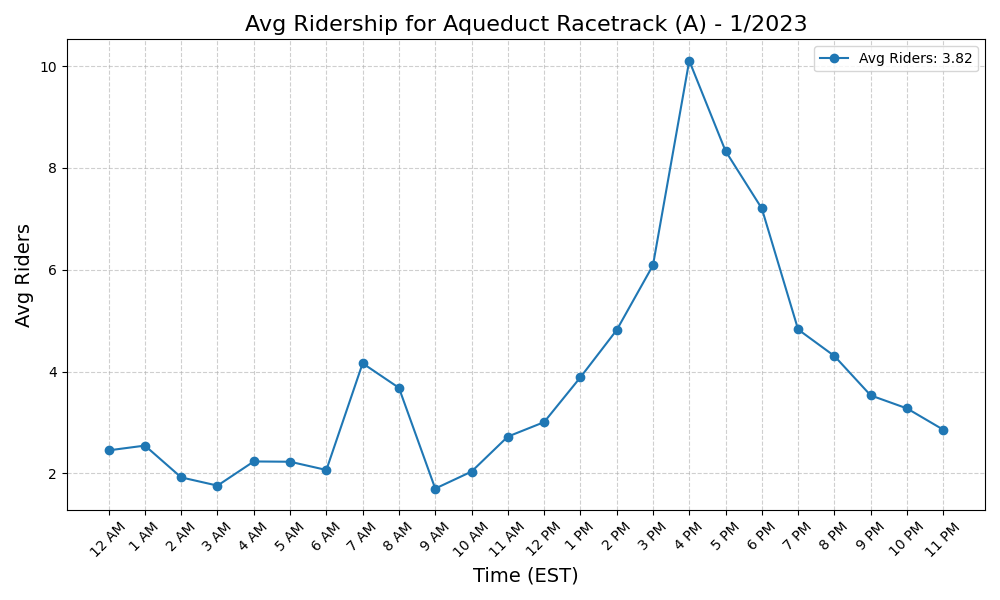 Avg Ridership for Aqueduct Racetrack (A) - 1/2023
Avg Riders: 3.82
Avg Riders
10
8
6
4
2
12 AM
1 AM
2 AM
3 AM
4 AM
5 AM
6 AM
7 AM
8 AM
9 AM
10 AM
11 AM
12 PM
1 PM
2 PM
3 PM
4 PM
5 PM
6 PM
7 PM
8 PM
9 PM
10 PM
11 PM
Time (EST)